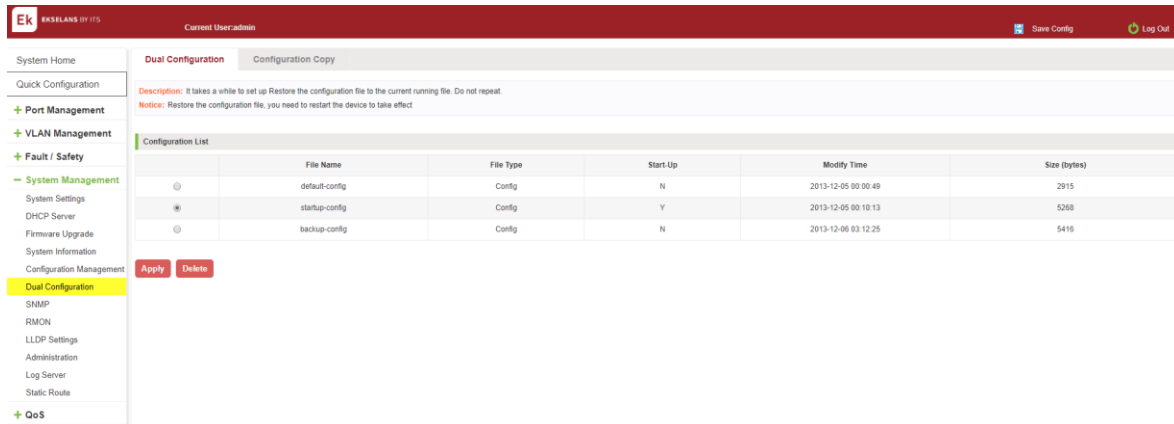 Ek EKSELANS BY ITS
Current User:admin
Save Config
Log Out
System Home
Quick Configuration
+ Port Management
+ VLAN Management
+ Fault / Safety
− System Management
System Settings
DHCP Server
Firmware Upgrade
System Information
Configuration Management
Dual Configuration
SNMP
RMON
LLDP Settings
Administration
Log Server
Static Route
+ QoS
Dual Configuration Configuration Copy
Description: It takes a while to set up Restore the configuration file to the current running file. Do not repeat.
Notice: Restore the configuration file, you need to restart the device to take effect
Configuration List
File Name File Type Start-Up Modify Time Size (bytes)
default-config Config N 2013-12-05 00:00:49 2915
startup-config Config Y 2013-12-05 00:10:13 5268
backup-config Config N 2013-12-06 03:12:25 5416
Apply Delete